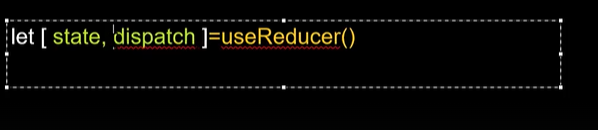 let [ state, dispatch ]=useReducer()